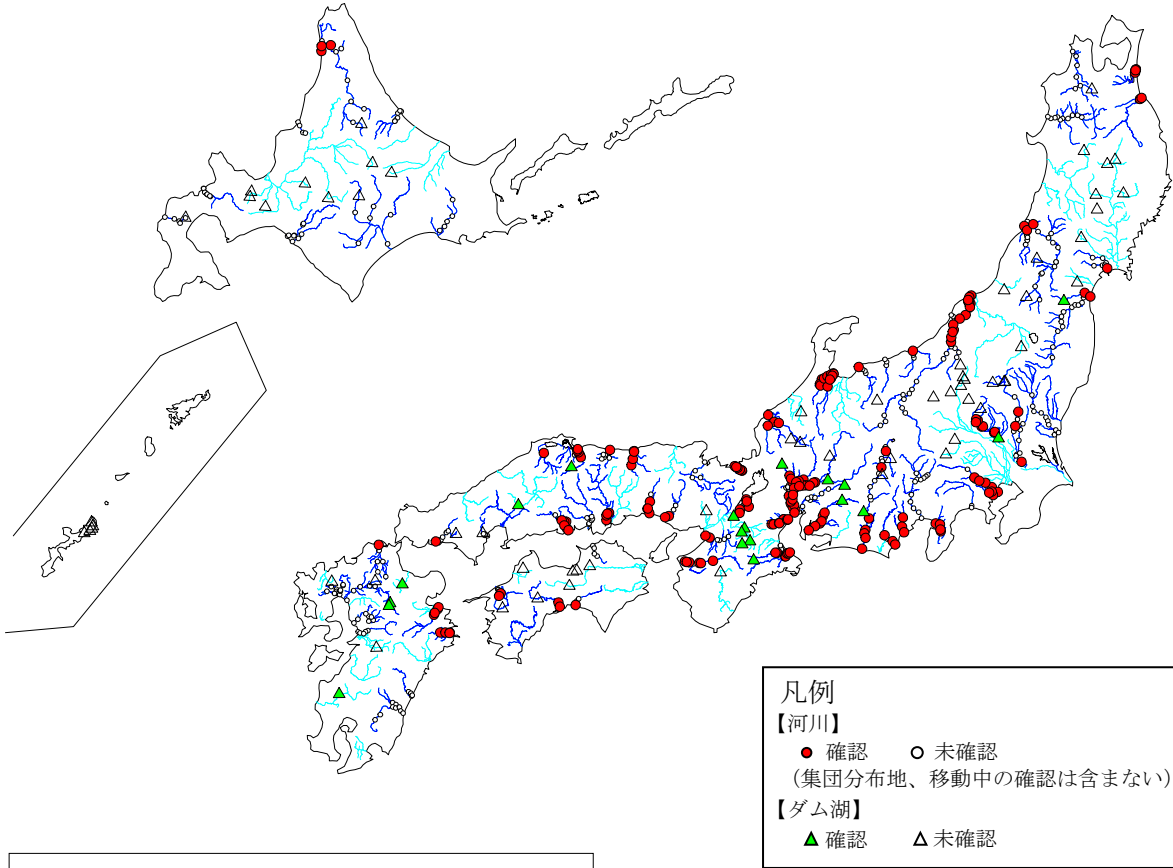 凡例
【河川】
確認 未確認
（集団分布地、移動中の確認は含まない）
【ダム湖】
確認 未確認